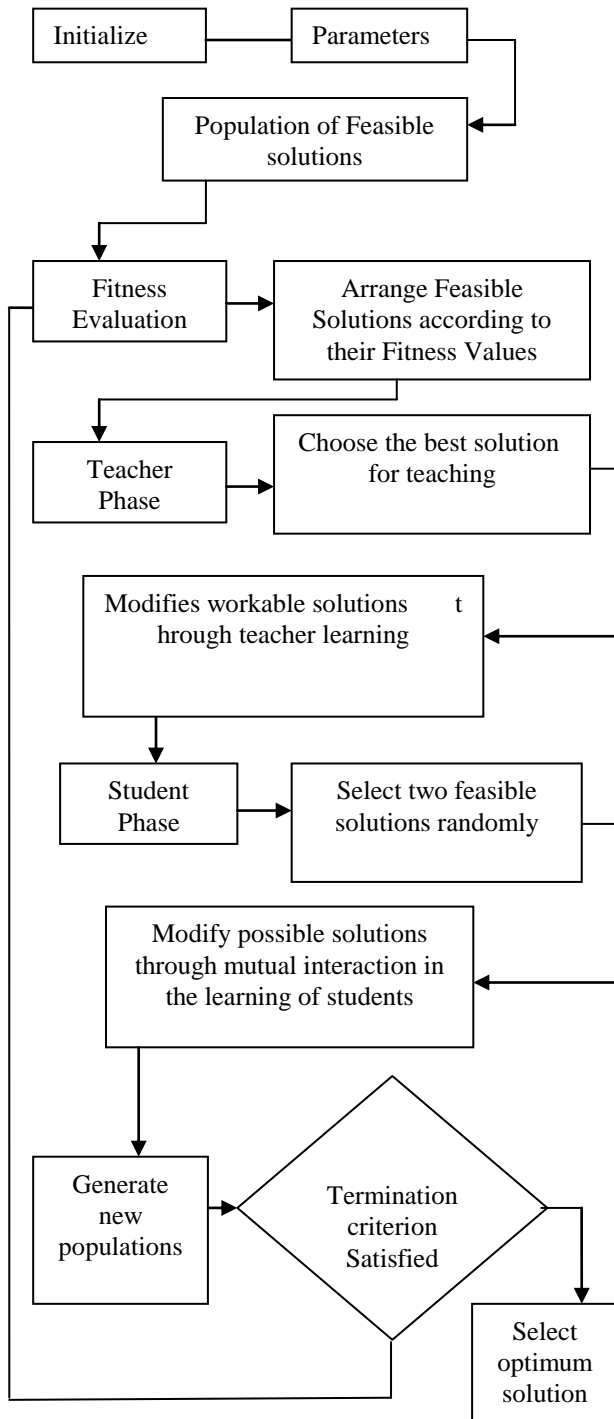 Initialize
Parameters
Population of Feasible
solutions
Fitness
Evaluation
Arrange Feasible
Solutions according to
their Fitness Values
Teacher
Phase
Choose the best solution
for teaching
Modifies workable solutions t
hrough teacher learning
Student
Phase
Select two feasible
solutions randomly
Modify possible solutions
through mutual interaction in
the learning of students
Generate
new
populations
Termination
criterion
Satisfied
Select
optimum
solution